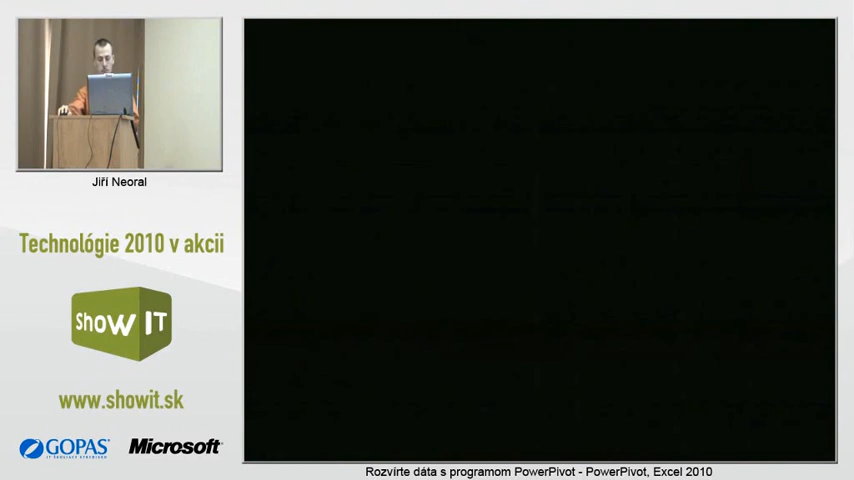 Jiří Neoral
Technológie 2010 v akcii
ShoW IT
www.showit.sk
GOPAS
Microsoft
Rozvírte dáta s programom PowerPivot - PowerPivot, Excel 2010